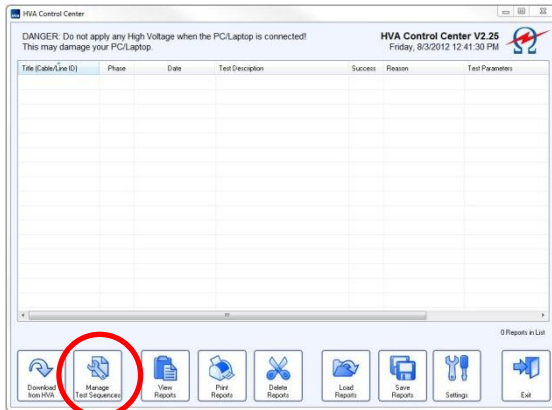 HVA Control Center
DANGER: Do not apply any High Voltage when the PC/Laptop is connected!
This may damage your PC/Laptop.
HVA Control Center V2.25
Friday, 8/3/2012 12:41:30 PM
Title (Cable/Line ID) Phase Date Test Description Success Reason Test Parameters
0 Reports in List
Download from HVA
Manage Test Sequences
View Reports
Print Reports
Delete Reports
Load Reports
Save Reports
Settings
Exit